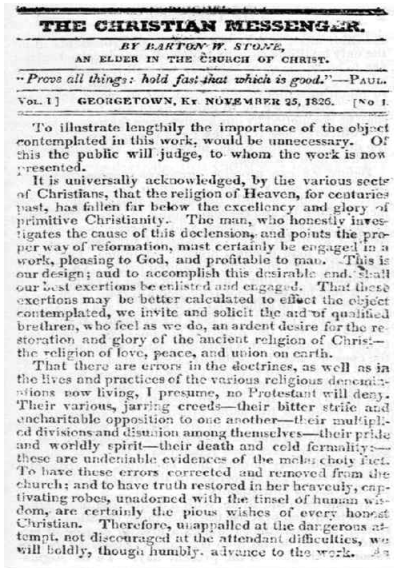 THE CHRISTIAN MESSENGER.
BY BARTON W. STONE,
AN ELDER IN THE CHURCH OF CHRIST.
"Prove all things: hold fast that which is good."—PAUL.
VOL. I ] GEORGETOWN, KY. NOVEMBER 25, 1826. [NO 1.
To illustrate lengthily the importance of the object
contemplated in this work, would be unnecessary. Of
this the public will judge, to whom the work is now
presented.
It is universally acknowledged, by the various sects
of Christians, that the religion of Heaven, for centuries
past, has fallen far below the excellency and glory of
primitive Christianity. The man, who honestly inves-
tigates the cause of this declension, and points the pro-
per way of reformation, must certainly be engaged in a
work, pleasing to God, and profitable to man. This is
our design; and to accomplish this desirable end, shall
our best exertions be enlisted and engaged. That these
exertions may be better calculated to effect the object
contemplated, we invite and solicit the aid of qualified
brethren, who feel as we do, an ardent desire for the re-
storation and glory of the ancient religion of Christ—
the religion of love, peace, and union on earth.
That there are errors in the doctrines, as well as in
the lives and practices of the various religious denomin-
ations now living, I presume, no Protestant will deny.
Their various, jarring creeds—their bitter strife and
uncharitable opposition to one another—their multipli-
ed divisions and disunion among themselves—their pride
and worldly spirit—their death and cold formality:—
these are undeniable evidences of the melancholy fact.
To have these errors corrected and removed from the
church; and to have truth restored in her heavenly, cap-
tivating robes, unadorned with the tinsel of human wis-
dom, are certainly the pious wishes of every honest
Christian. Therefore, unappalled at the dangerous at-
tempt, not discouraged at the attendant difficulties, we
will boldly, though humbly, advance to the work. As